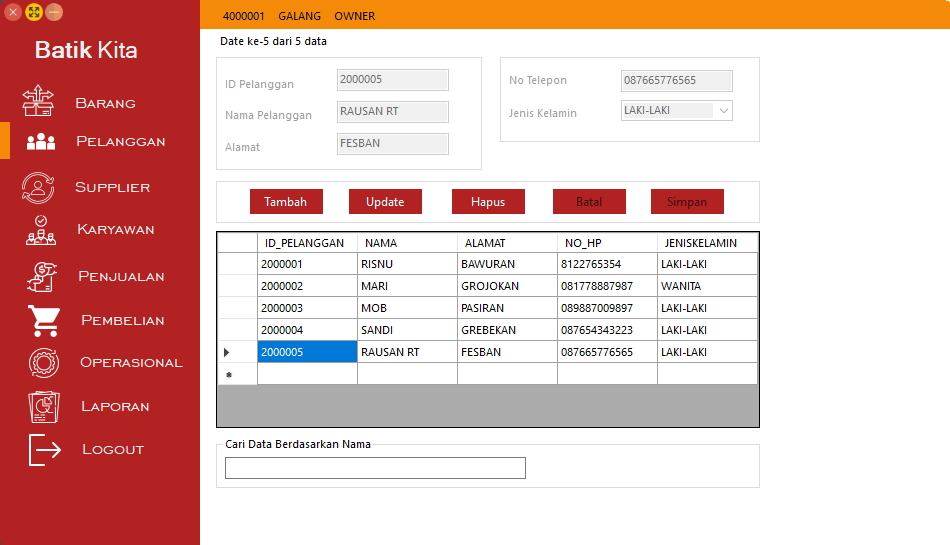 4000001 GALANG OWNER
Batik Kita
Barang
Pelanggan
Supplier
Karyawan
Penjualan
Pembelian
Operasional
Laporan
Logout
Date ke-5 dari 5 data
ID Pelanggan 2000005
Nama Pelanggan RAUSAN RT
Alamat FESBAN
No Telepon 087665776565
Jenis Kelamin LAKI-LAKI
Tambah Update Hapus Batal Simpan
ID_PELANGGAN NAMA ALAMAT NO_HP JENISKELAMIN
2000001 RISNU BAWURAN 8122765354 LAKI-LAKI
2000002 MARI GROJOKAN 081778887987 WANITA
2000003 MOB PASIRAN 089887009897 LAKI-LAKI
2000004 SANDI GREBEKAN 087654343223 LAKI-LAKI
2000005 RAUSAN RT FESBAN 087665776565 LAKI-LAKI
Cari Data Berdasarkan Nama